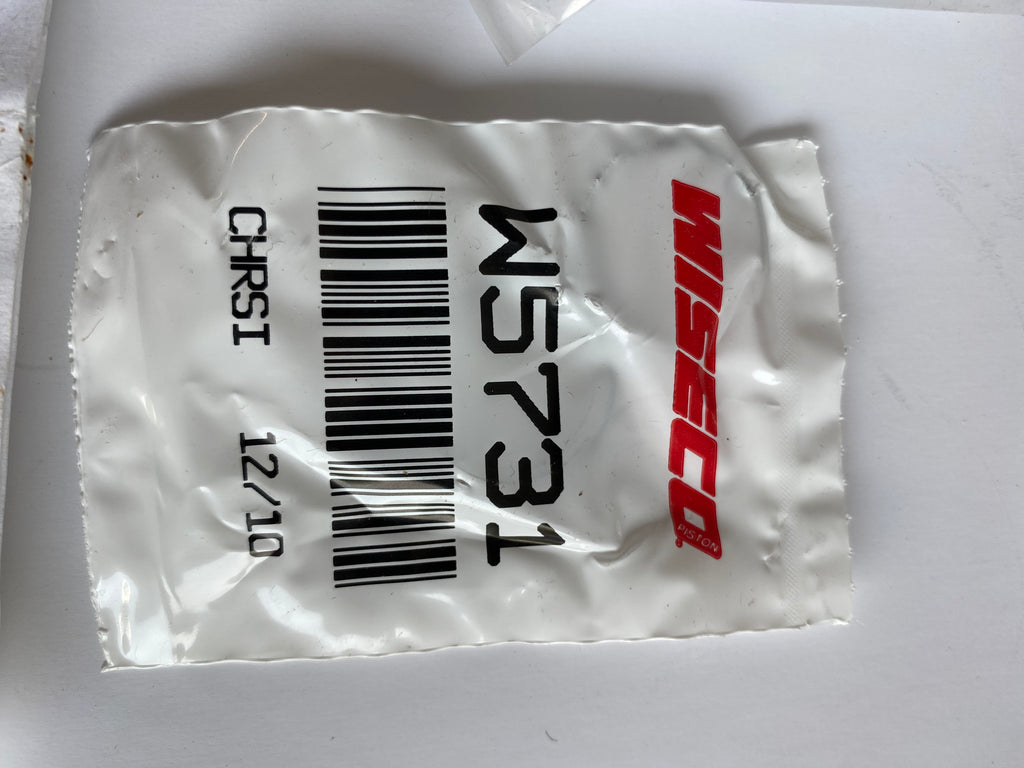 WISECO
PISTON
W5731
CHRSI 12/10